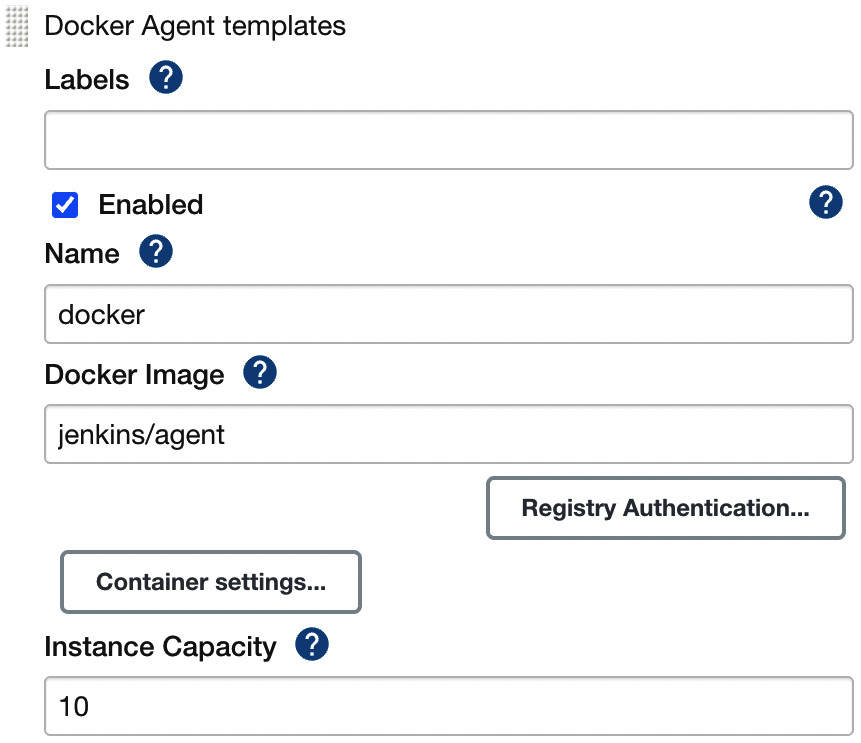 Docker Agent templates
Labels ?
Enabled ?
Name ?
docker
Docker Image ?
jenkins/agent
Registry Authentication...
Container settings...
Instance Capacity ?
10